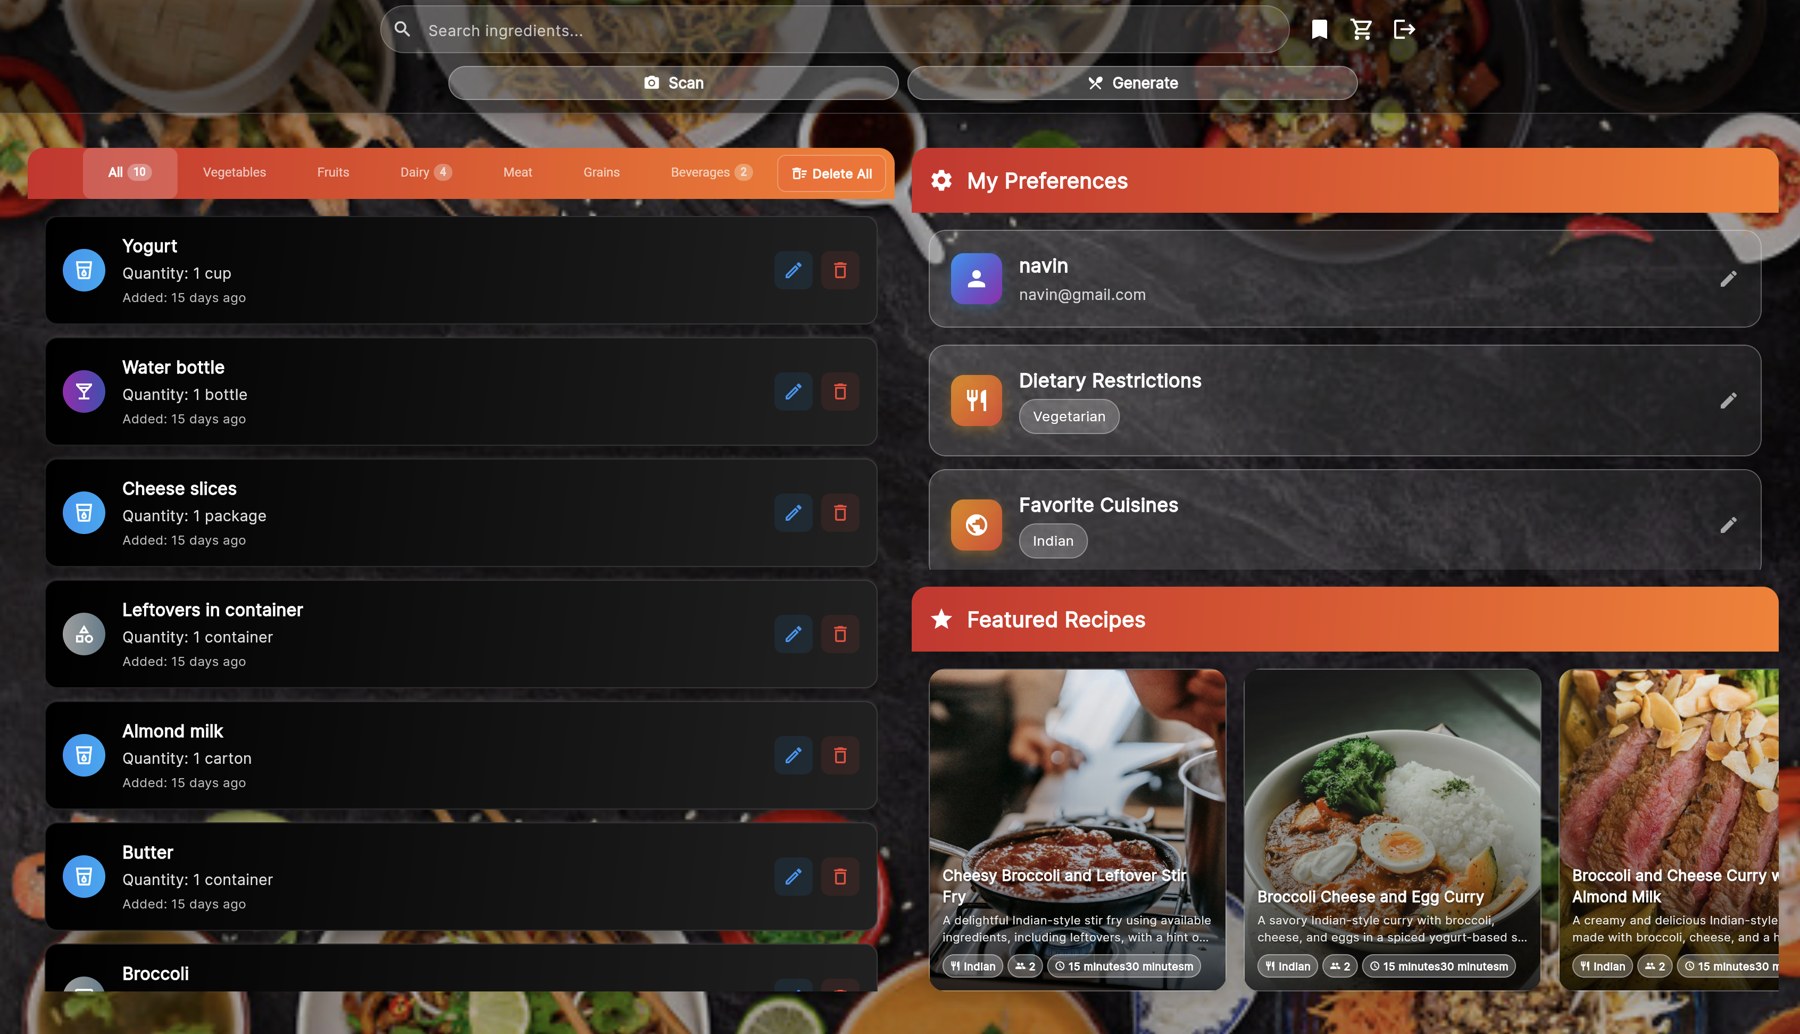 Search ingredients...
Scan
Generate
All 10
Vegetables
Fruits
Dairy 4
Meat
Grains
Beverages 2
Delete All
Yogurt
Quantity: 1 cup
Added: 15 days ago
Water bottle
Quantity: 1 bottle
Added: 15 days ago
Cheese slices
Quantity: 1 package
Added: 15 days ago
Leftovers in container
Quantity: 1 container
Added: 15 days ago
Almond milk
Quantity: 1 carton
Added: 15 days ago
Butter
Quantity: 1 container
Added: 15 days ago
Broccoli
My Preferences
navin
navin@gmail.com
Dietary Restrictions
Vegetarian
Favorite Cuisines
Indian
Featured Recipes
Cheesy Broccoli and Leftover Stir
Fry
A delightful Indian-style stir fry using available
ingredients, including leftovers, with a hint o...
Indian
2
15 minutes30 minutesm
Broccoli Cheese and Egg Curry
A savory Indian-style curry with broccoli,
cheese, and eggs in a spiced yogurt-based s...
Indian
2
15 minutes30 minutesm
Broccoli and Cheese Curry
Almond Milk
A creamy and delicious Indian-style
made with broccoli, cheese, and a
Indian
2
15 minutes30